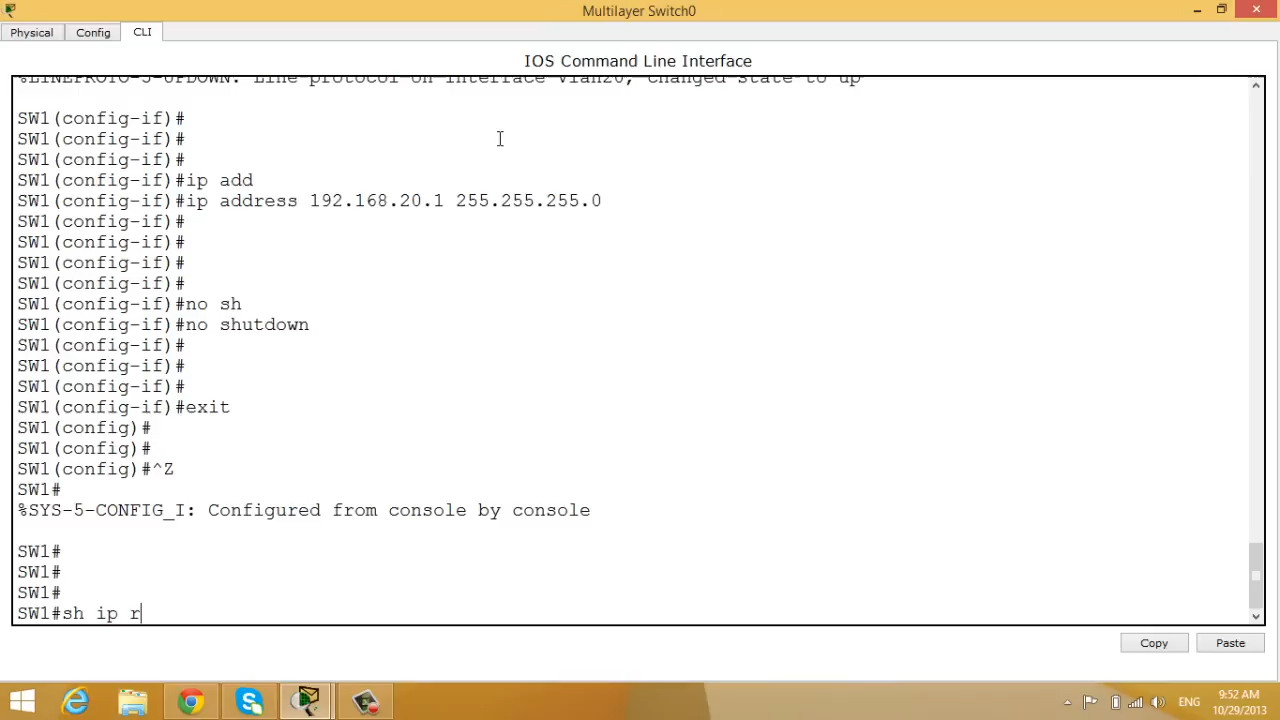 Multilayer Switch0
Physical
Config
CLI
IOS Command Line Interface
%LINEPROTO-5-UPDOWN: Line protocol on Interface Vlan20, changed state to up
SW1(config-if)#
SW1(config-if)#
SW1(config-if)#
SW1(config-if)#ip add
SW1(config-if)#ip address 192.168.20.1 255.255.255.0
SW1(config-if)#
SW1(config-if)#
SW1(config-if)#
SW1(config-if)#
SW1(config-if)#no sh
SW1(config-if)#no shutdown
SW1(config-if)#
SW1(config-if)#
SW1(config-if)#
SW1(config-if)#exit
SW1(config)#
SW1(config)#
SW1(config)#^Z
SW1#
%SYS-5-CONFIG_I: Configured from console by console
SW1#
SW1#
SW1#
SW1#sh ip r
Copy
Paste
ENG
9:52 AM
10/29/2013